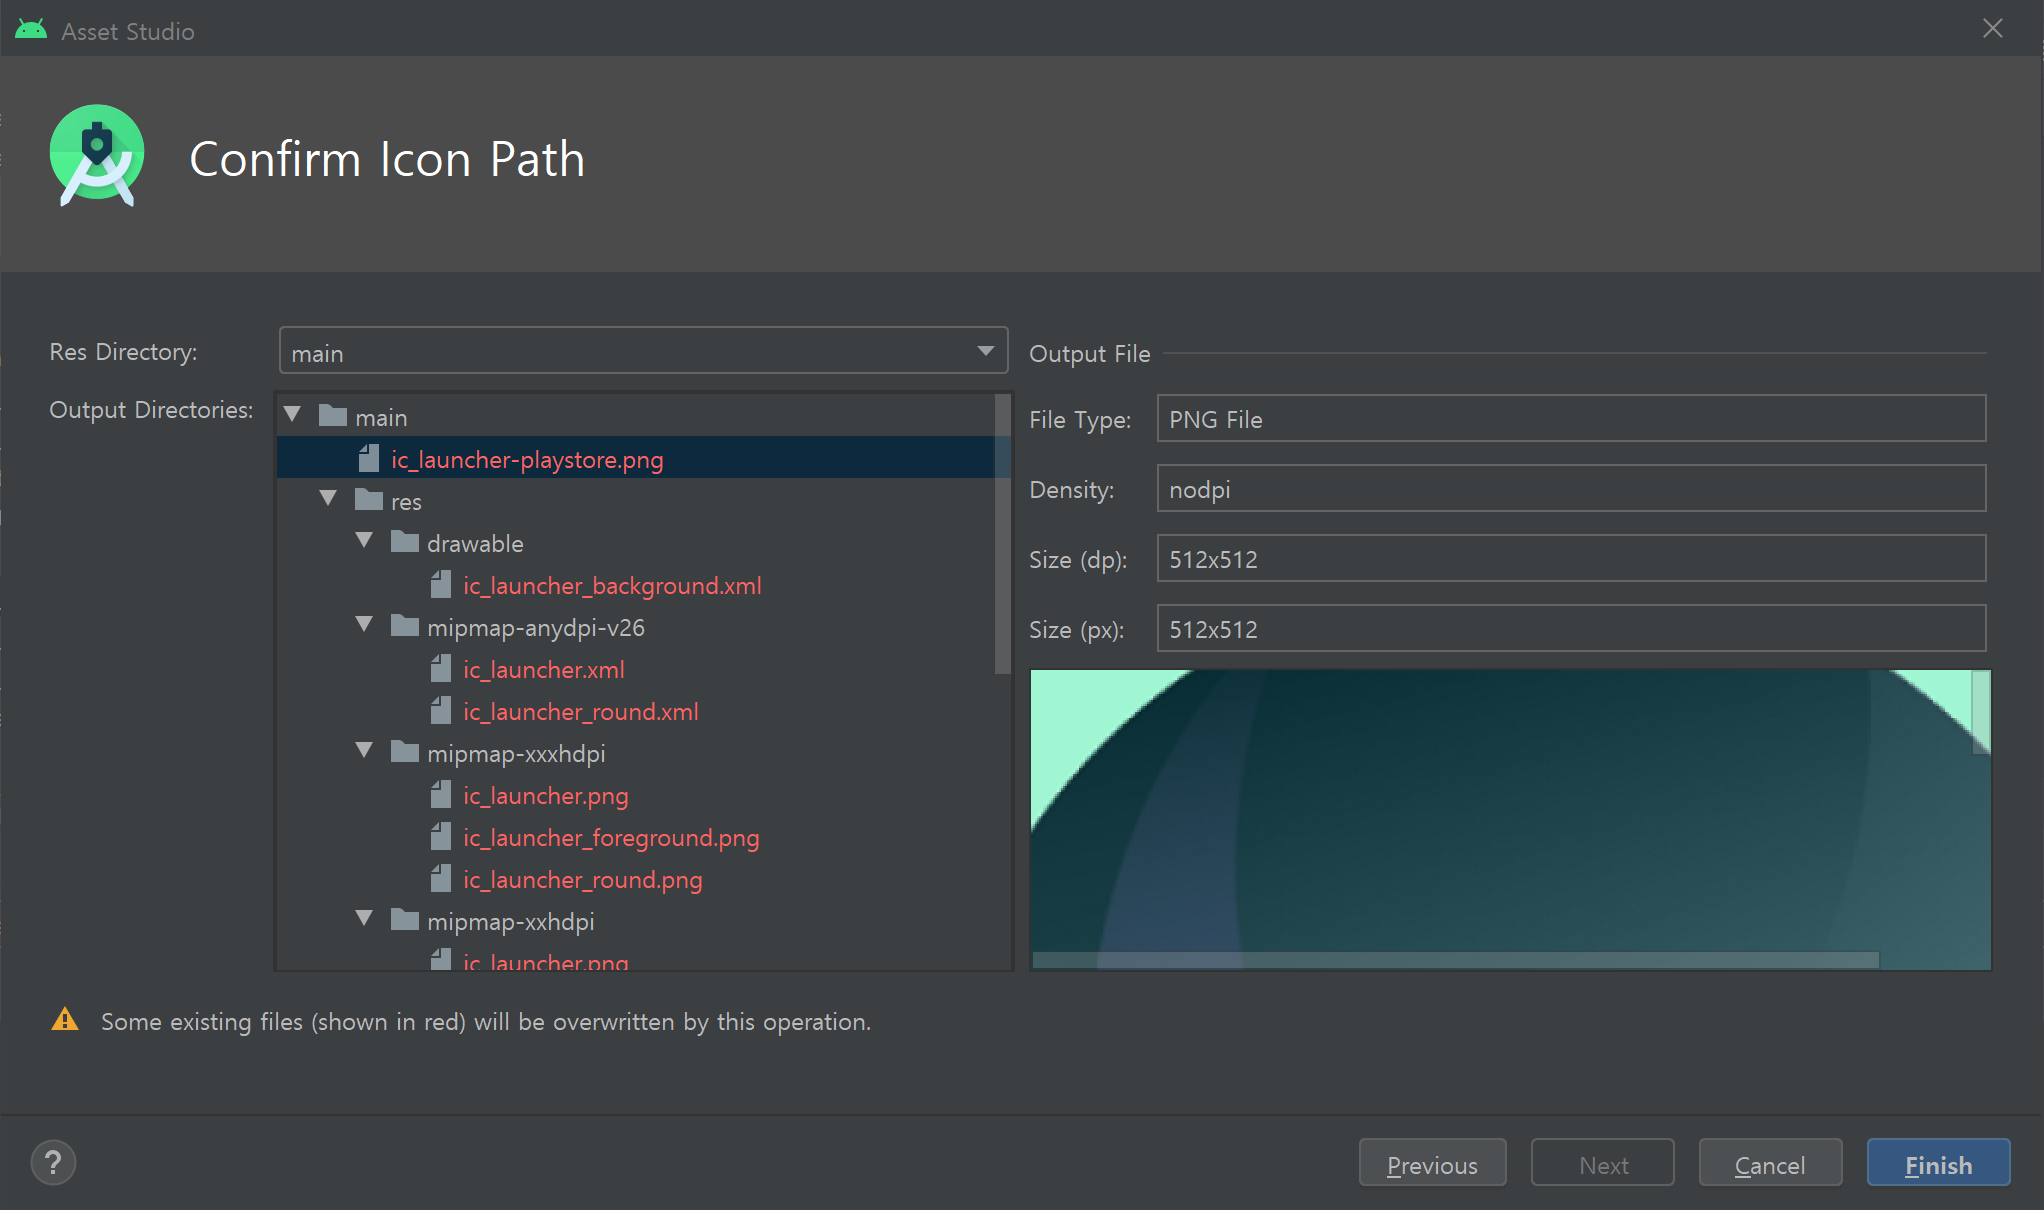 Asset Studio
Confirm Icon Path
Res Directory:
main
Output Directories:
main
ic_launcher-playstore.png
res
drawable
ic_launcher_background.xml
mipmap-anydpi-v26
ic_launcher.xml
ic_launcher_round.xml
mipmap-xxxhdpi
ic_launcher.png
ic_launcher_foreground.png
ic_launcher_round.png
mipmap-xxhdpi
ic_launcher.png
Output File
File Type:
PNG File
Density:
nodpi
Size (dp):
512x512
Size (px):
512x512
Some existing files (shown in red) will be overwritten by this operation.
?
Previous
Next
Cancel
Finish